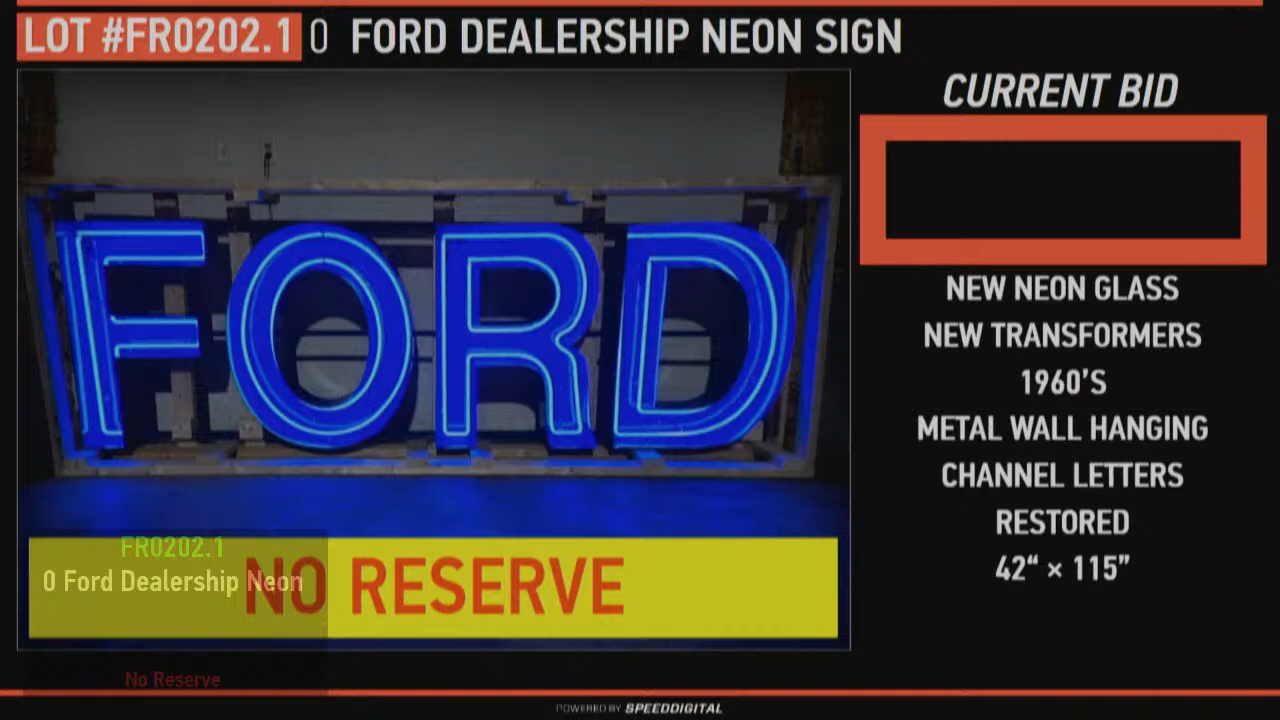 LOT #FR0202.1 0 FORD DEALERSHIP NEON SIGN
CURRENT BID
FORD
NEW NEON GLASS
NEW TRANSFORMERS
1960'S
METAL WALL HANGING
CHANNEL LETTERS
RESTORED
42“ × 115”
FR0202.1
0 Ford Dealership Neon
NO RESERVE
No Reserve
POWERED BY SPEEDDIGITAL